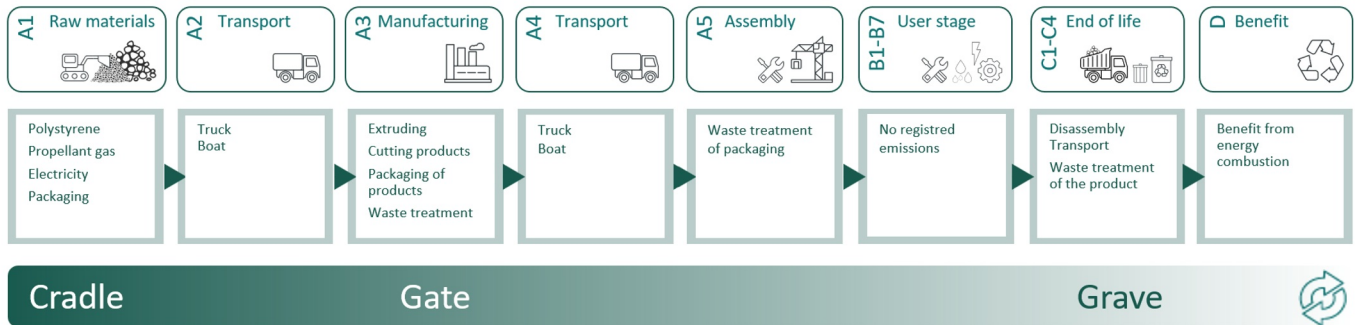 A1 Raw materials
A2 Transport
A3 Manufacturing
A4 Transport
A5 Assembly
B1-B7 User stage
C1-C4 End of life
D Benefit
Polystyrene
Propellant gas
Electricity
Packaging
Truck
Boat
Extruding
Cutting products
Packaging of
products
Waste treatment
Truck
Boat
Waste treatment
of packaging
No registred
emissions
Disassembly
Transport
Waste treatment
of the product
Benefit from
energy
combustion
Cradle
Gate
Grave